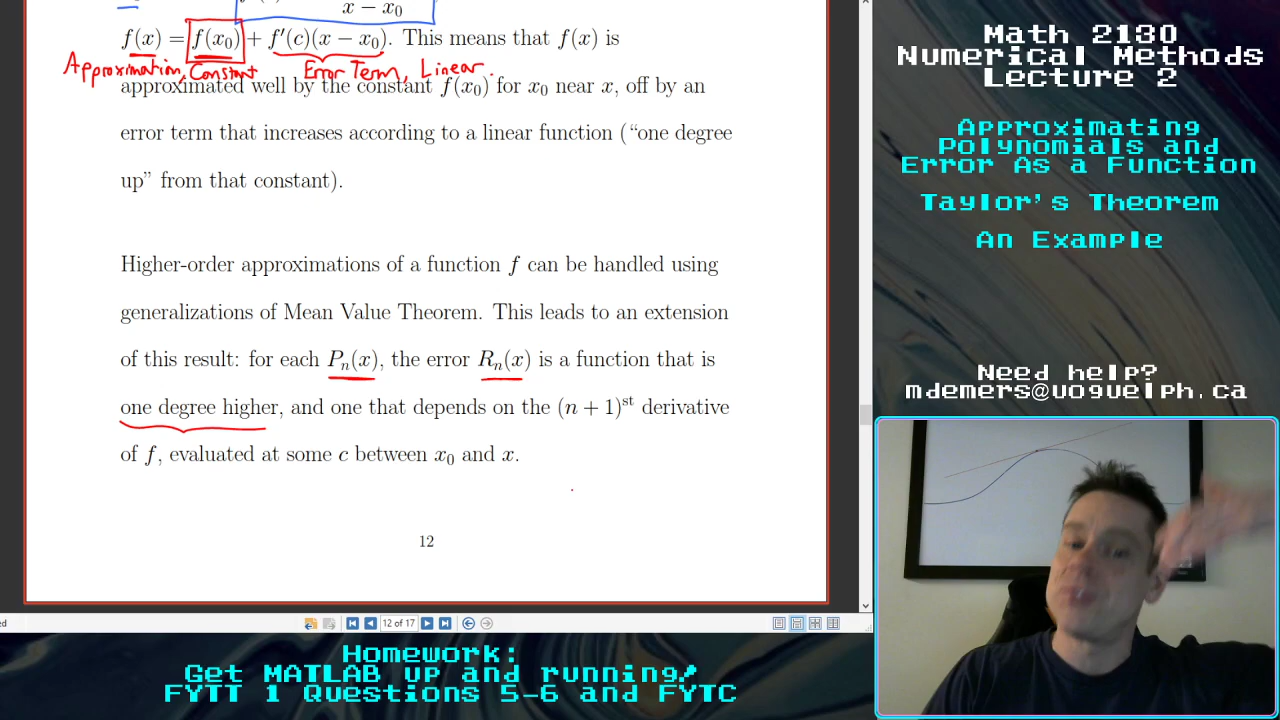 x − x₀
f(x) = f(x₀) + f′(c)(x − x₀). This means that f(x) is
Approximation, Constant
Error Term, Linear.
approximated well by the constant f(x₀) for x₀ near x, off by an
error term that increases according to a linear function (“one degree
up” from that constant).
Higher-order approximations of a function f can be handled using
generalizations of Mean Value Theorem. This leads to an extension
of this result: for each Pₙ(x), the error Rₙ(x) is a function that is
one degree higher, and one that depends on the (n + 1)ˢᵗ derivative
of f, evaluated at some c between x₀ and x.
12
12 of 17
Homework:
Get MATLAB up and running!
FYTT 1 Questions 5-6 and FYTC
Math 2130
Numerical Methods
Lecture 2
Approximating
Polynomials and
Error As a Function
Taylor's Theorem
An Example
Need help?
mdemers@uoguelph.ca